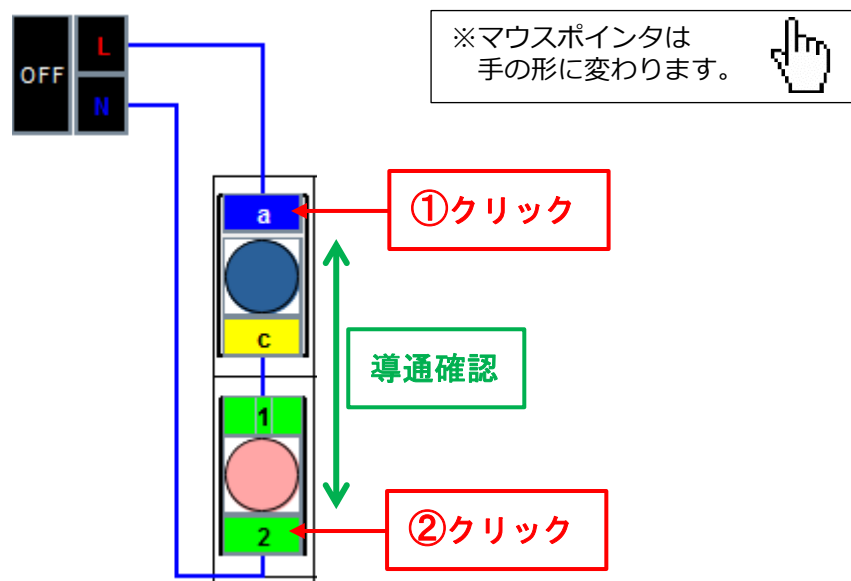 OFF
L
N
※マウスポインタは
手の形に変わります。
a
①クリック
c
導通確認
1
2
②クリック